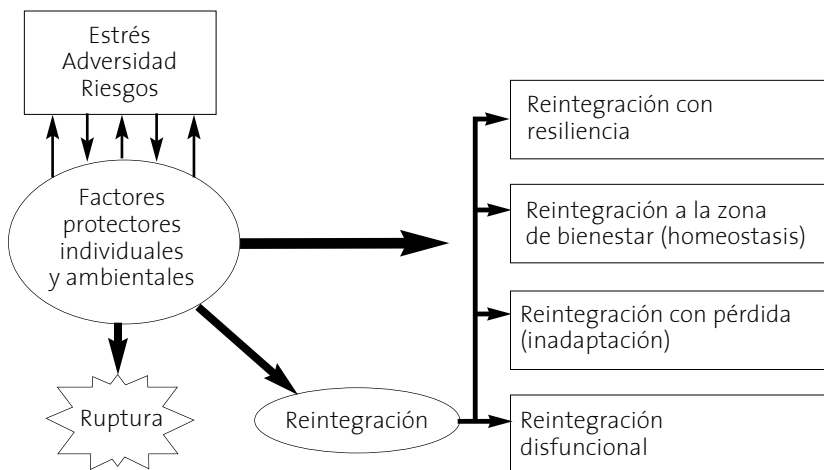 Estrés
Adversidad
Riesgos
Factores
protectores
individuales
y ambientales
Ruptura
Reintegración
Reintegración con
resiliencia
Reintegración a la zona
de bienestar (homeostasis)
Reintegración con pérdida
(inadaptación)
Reintegración
disfuncional